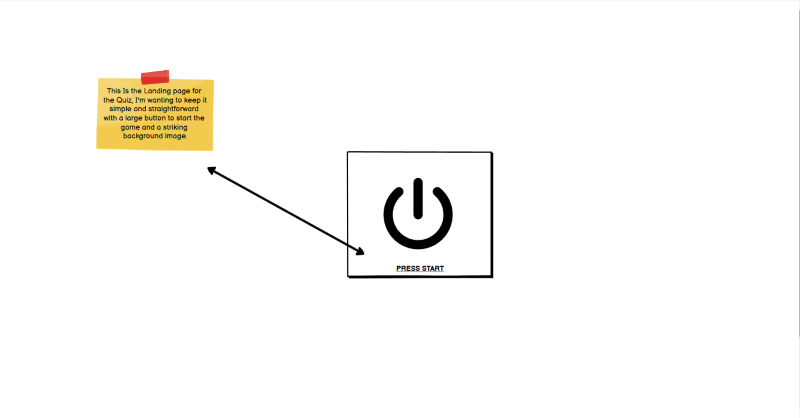 This Is the Landing page for
the Quiz, I'm wanting to keep it
simple and straightforward
with a large button to start the
game and a striking
background image.
PRESS START